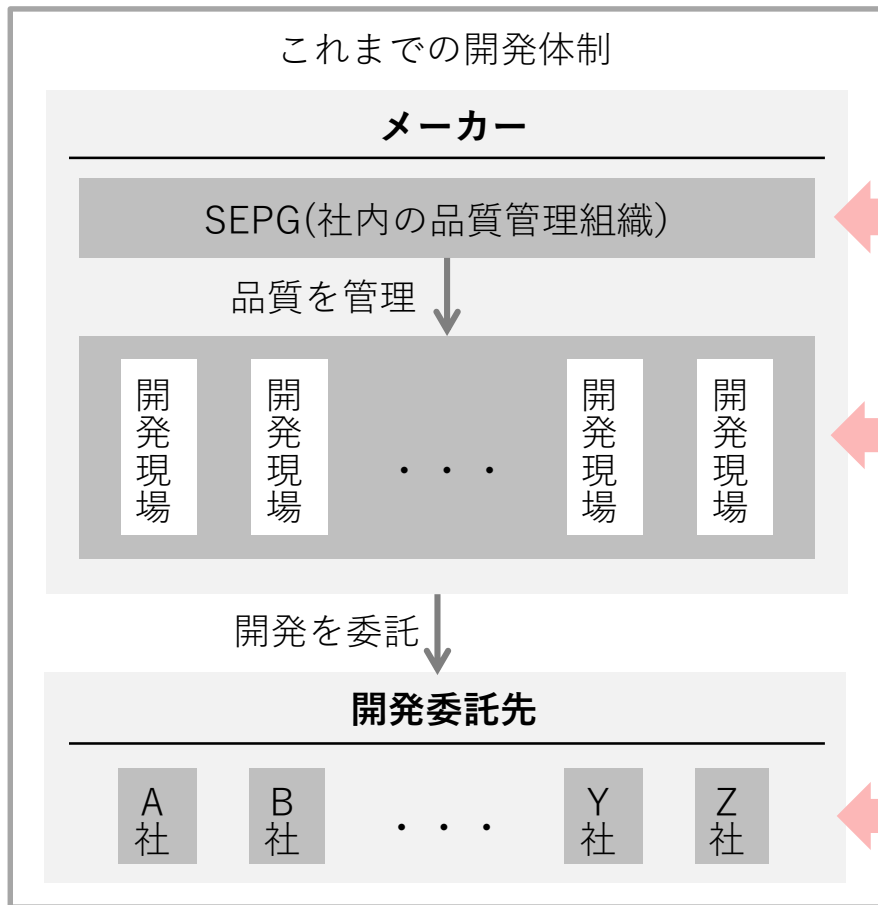 これまでの開発体制
メーカー
SEPG(社内の品質管理組織)
品質を管理
開発現場
開発現場
・・・
開発現場
開発現場
開発を委託
開発委託先
A社
B社
・・・
Y社
Z社